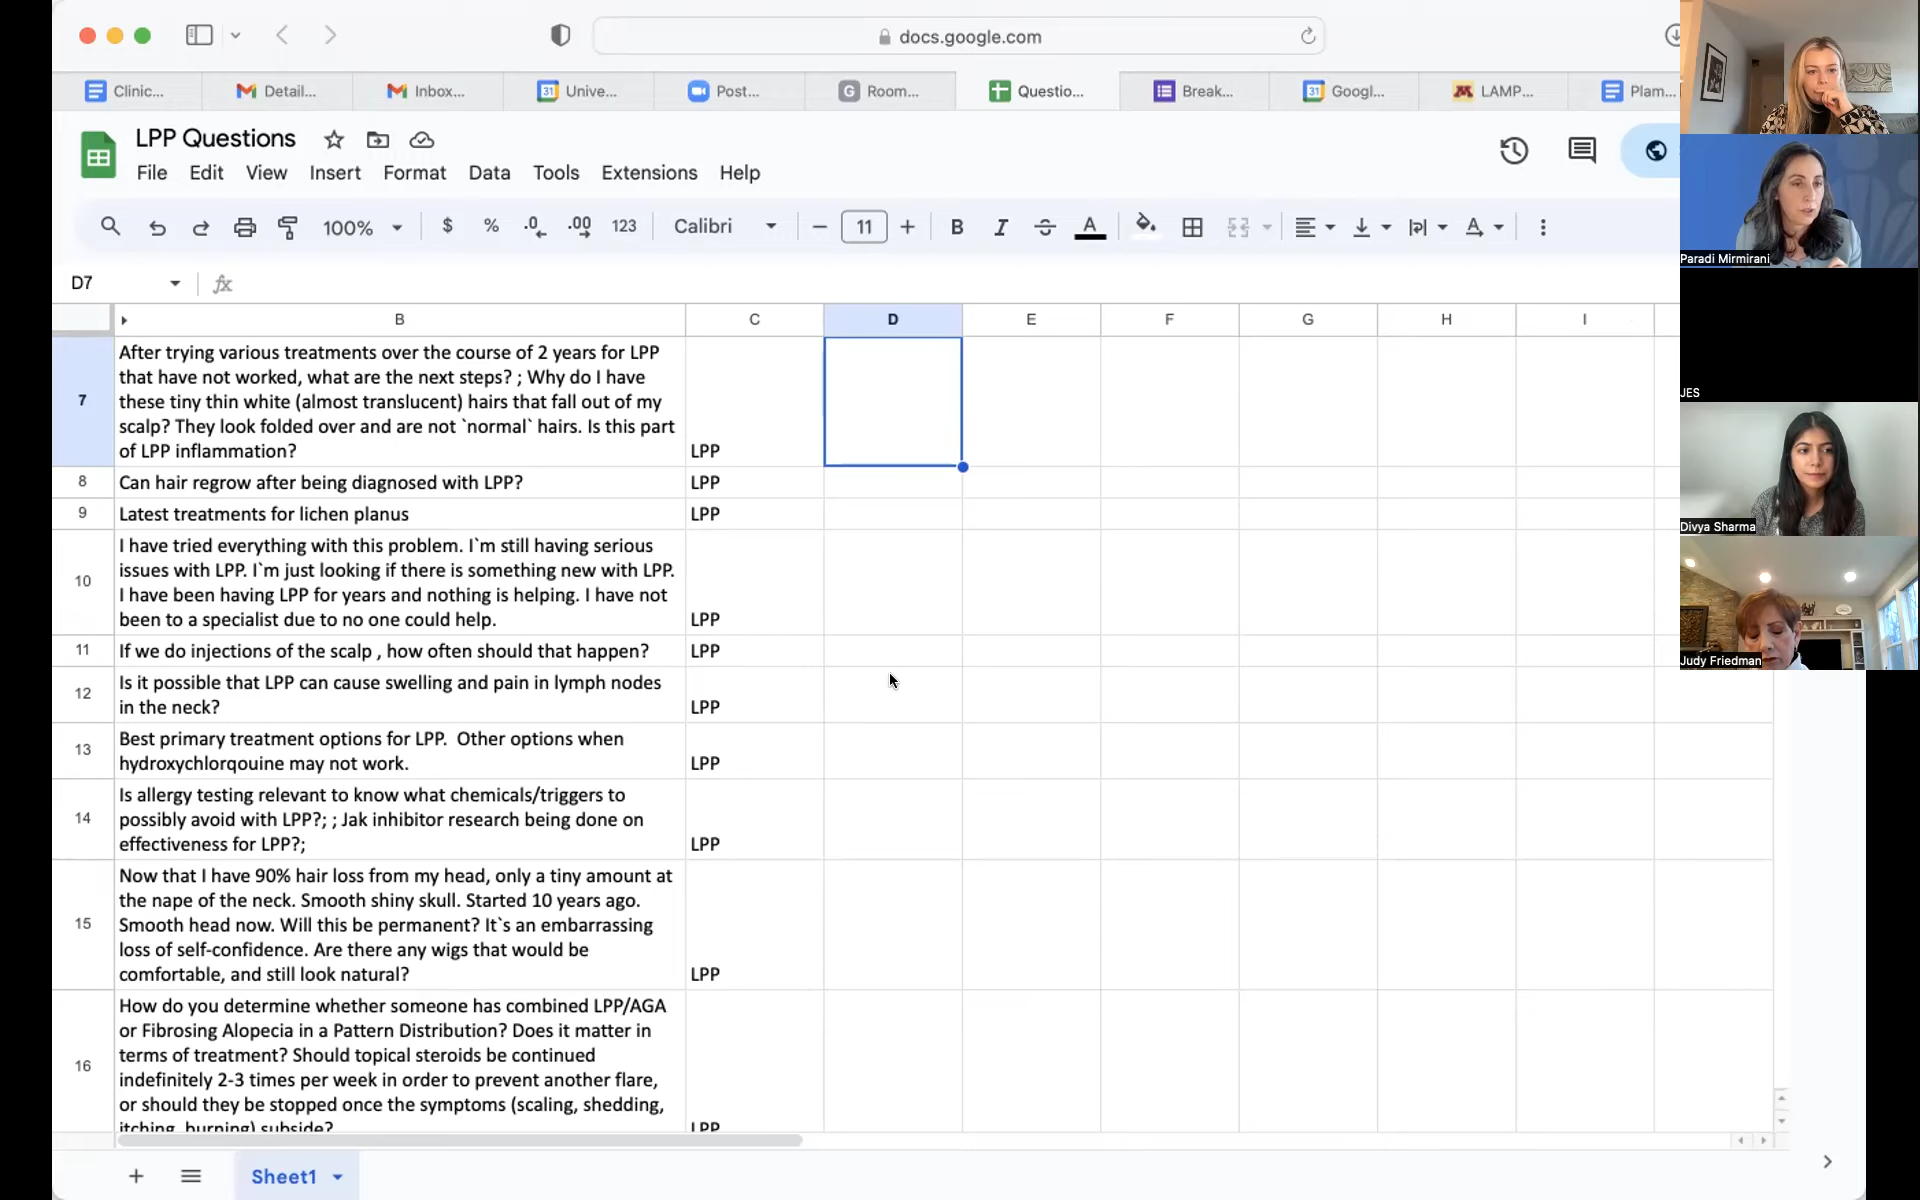 docs.google.com
Clinic...
Detail...
Inbox...
31
Unive...
Post...
G
Room...
Questio...
Break...
31
Googl...
M
LAMP...
Plam...
LPP Questions
File Edit View Insert Format Data Tools Extensions Help
100%
$ % .0 .00 123
Calibri
11
B I A
D7
fx
B C D E F G H I
7
After trying various treatments over the course of 2 years for LPP
that have not worked, what are the next steps? ; Why do I have
these tiny thin white (almost translucent) hairs that fall out of my
scalp? They look folded over and are not `normal` hairs. Is this part
of LPP inflammation?
LPP
8
Can hair regrow after being diagnosed with LPP?
LPP
9
Latest treatments for lichen planus
LPP
10
I have tried everything with this problem. I`m still having serious
issues with LPP. I`m just looking if there is something new with LPP.
I have been having LPP for years and nothing is helping. I have not
been to a specialist due to no one could help.
LPP
11
If we do injections of the scalp , how often should that happen?
LPP
12
Is it possible that LPP can cause swelling and pain in lymph nodes
in the neck?
LPP
13
Best primary treatment options for LPP.  Other options when
hydroxychlorqouine may not work.
LPP
14
Is allergy testing relevant to know what chemicals/triggers to
possibly avoid with LPP?; ; Jak inhibitor research being done on
effectiveness for LPP?;
LPP
15
Now that I have 90% hair loss from my head, only a tiny amount at
the nape of the neck. Smooth shiny skull. Started 10 years ago.
Smooth head now. Will this be permanent? It`s an embarrassing
loss of self-confidence. Are there any wigs that would be
comfortable, and still look natural?
LPP
16
How do you determine whether someone has combined LPP/AGA
or Fibrosing Alopecia in a Pattern Distribution? Does it matter in
terms of treatment? Should topical steroids be continued
indefinitely 2-3 times per week in order to prevent another flare,
or should they be stopped once the symptoms (scaling, shedding,
itching, burning) subside?
LPP
Sheet1
Paradi Mirmirani
JES
Divya Sharma
Judy Friedman